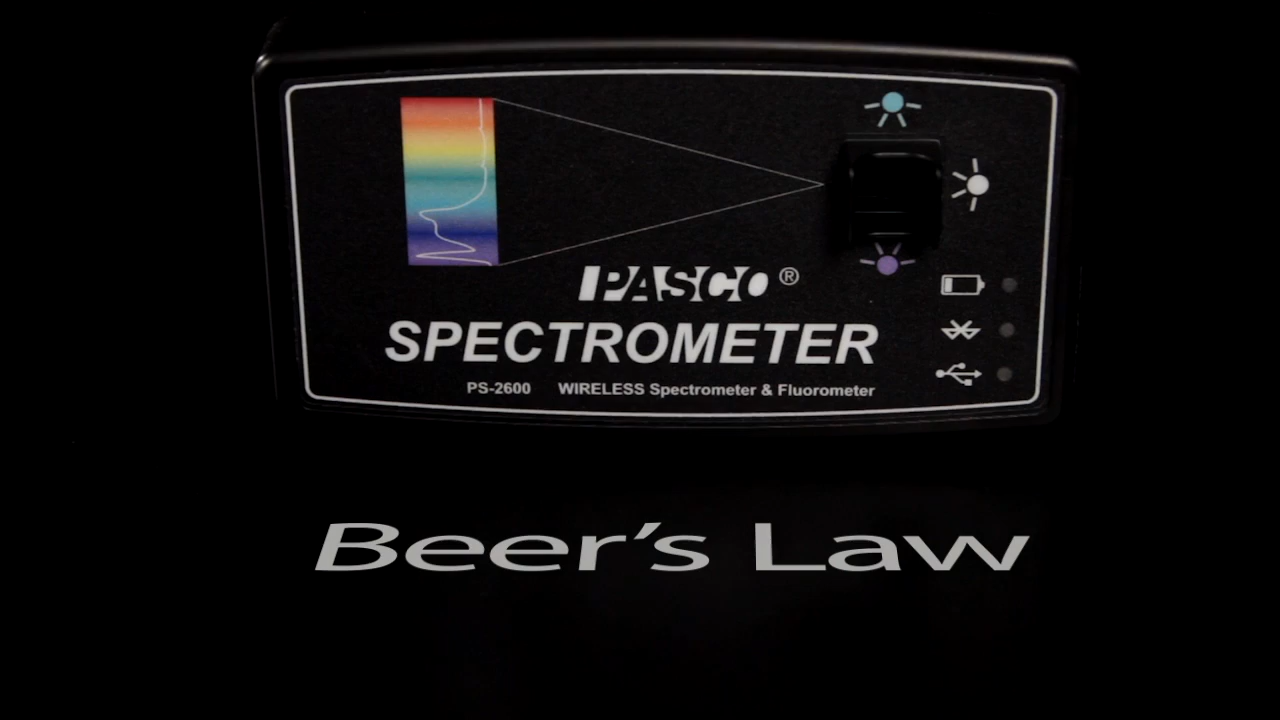 PASCO®
SPECTROMETER
PS-2600 WIRELESS Spectrometer & Fluorometer
Beer's Law